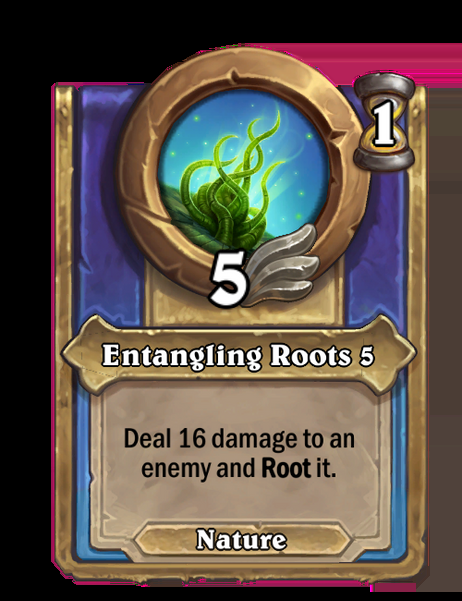 1
5
Entangling Roots 5
Deal 16 damage to an
enemy and Root it.
Nature